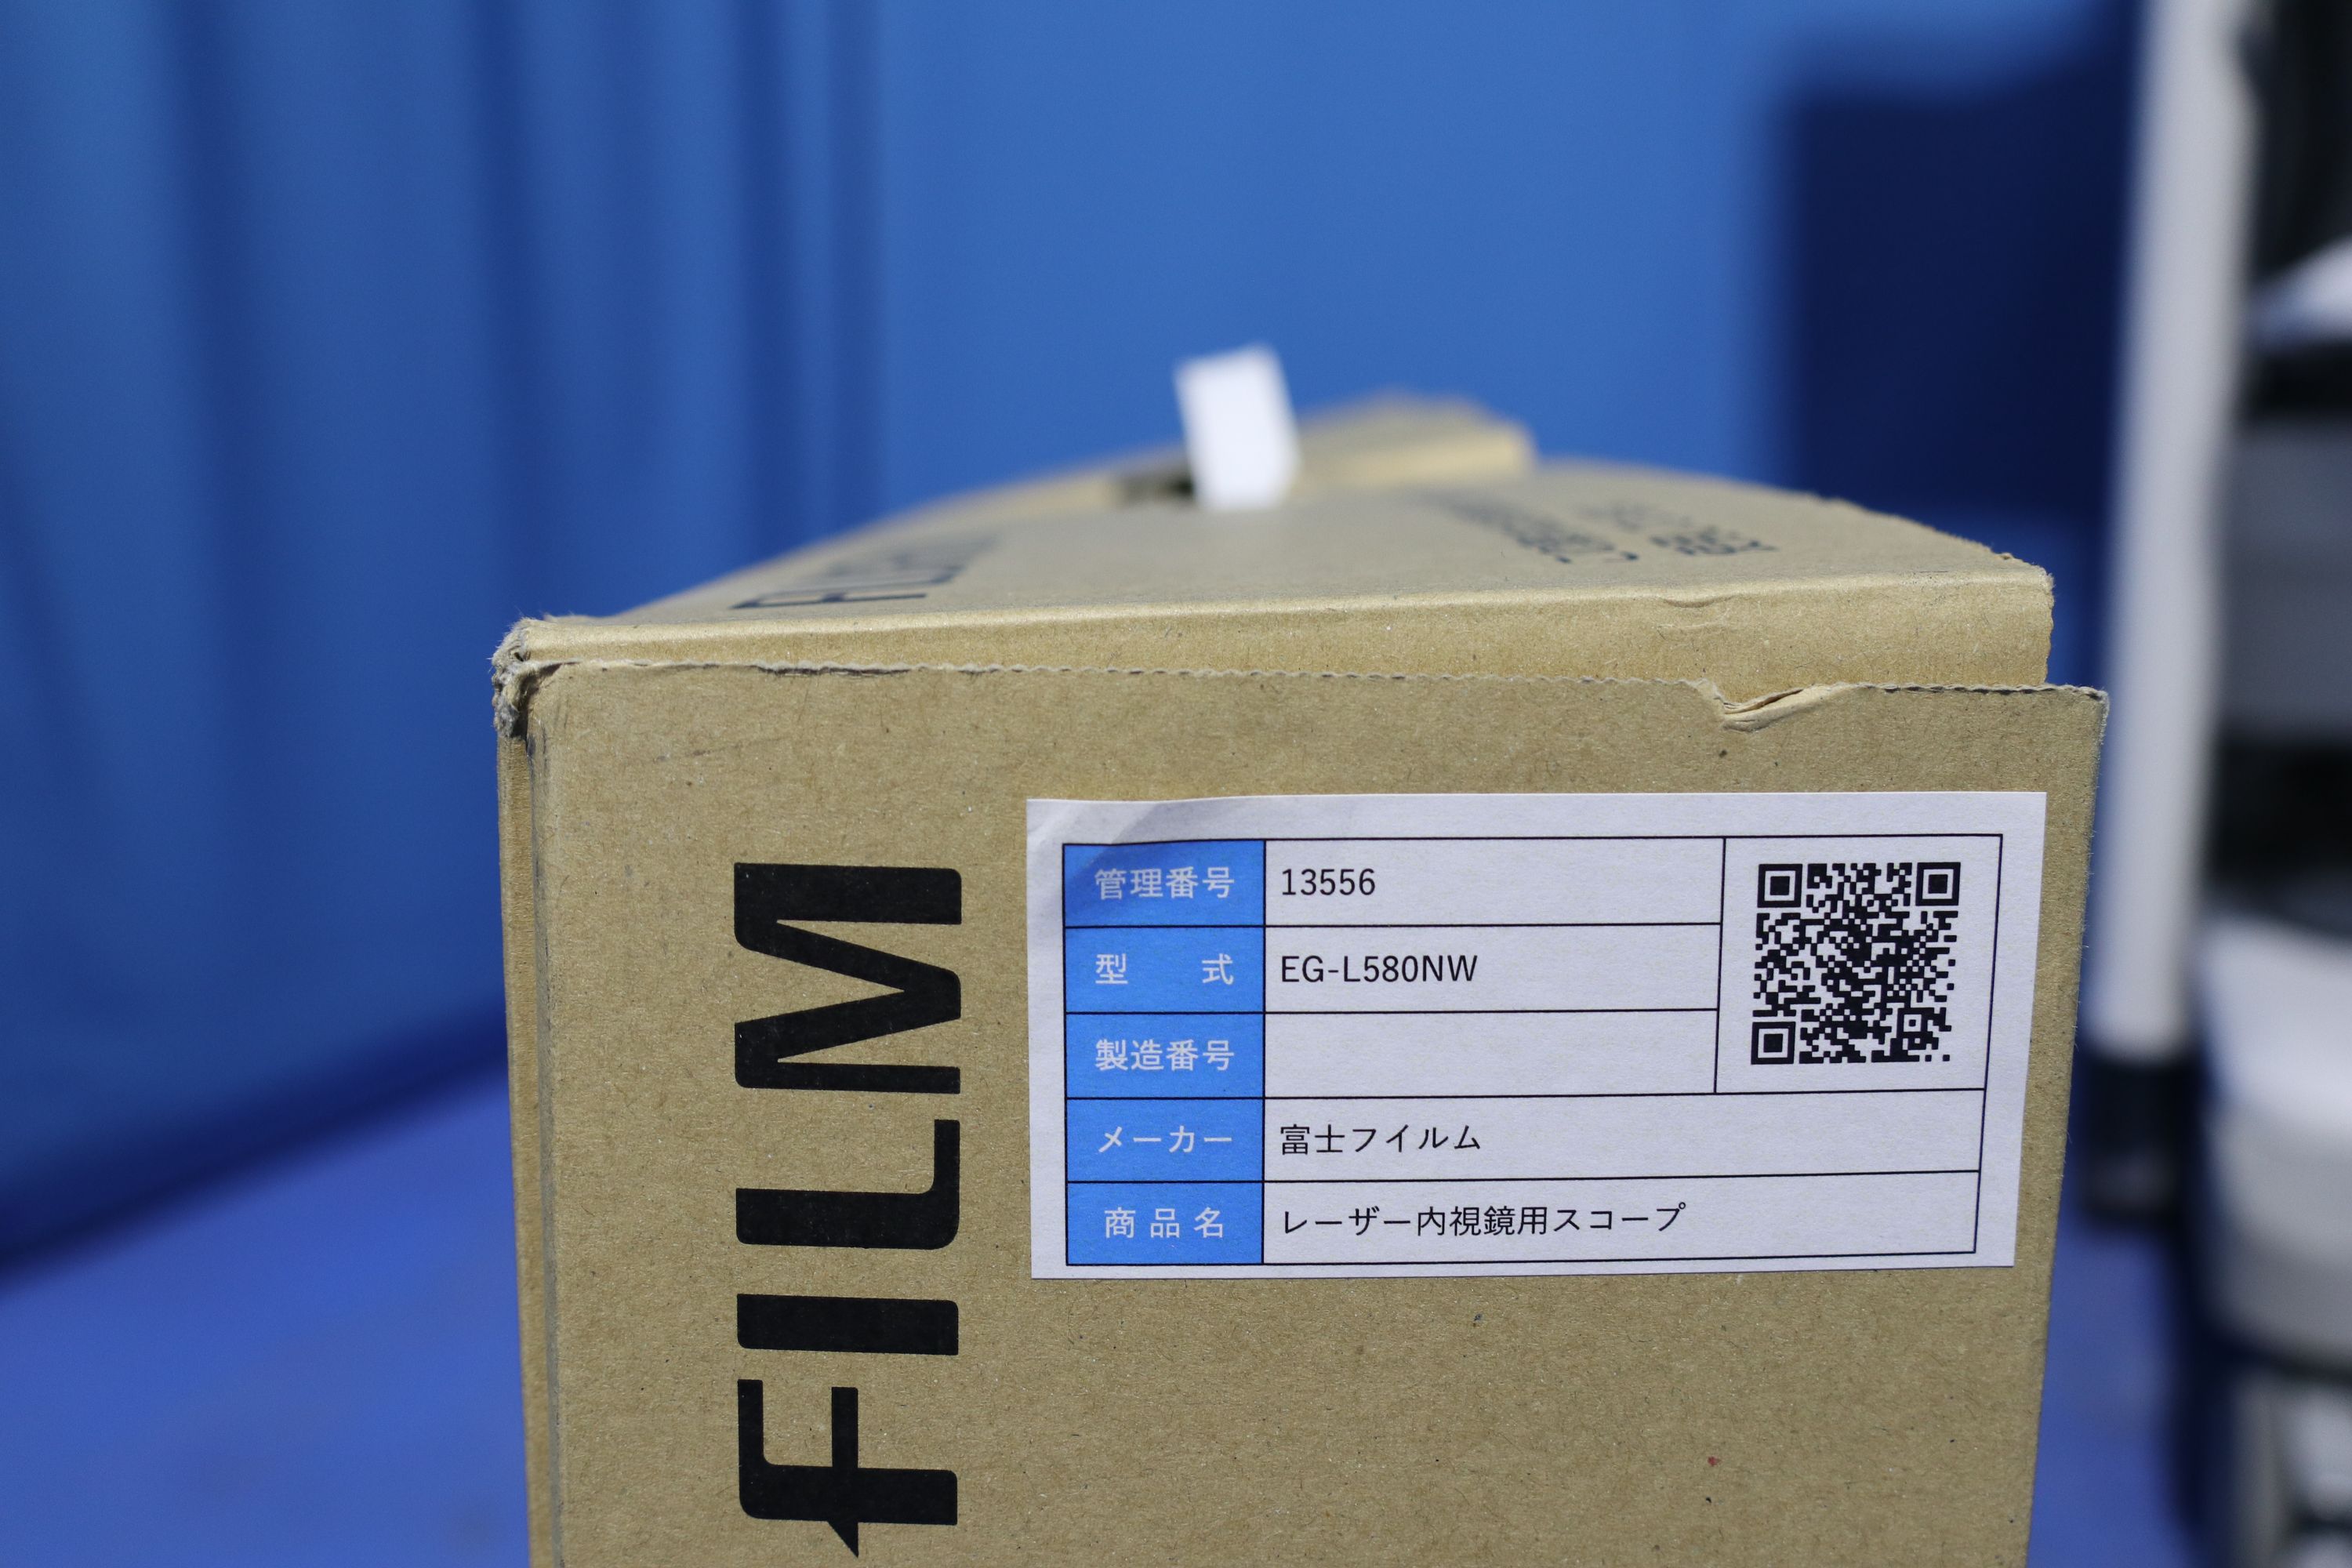 FILM
管理番号 13556
型 式 EG-L580NW
製造番号
メーカー 富士フイルム
商品名 レーザー内視鏡用スコープ